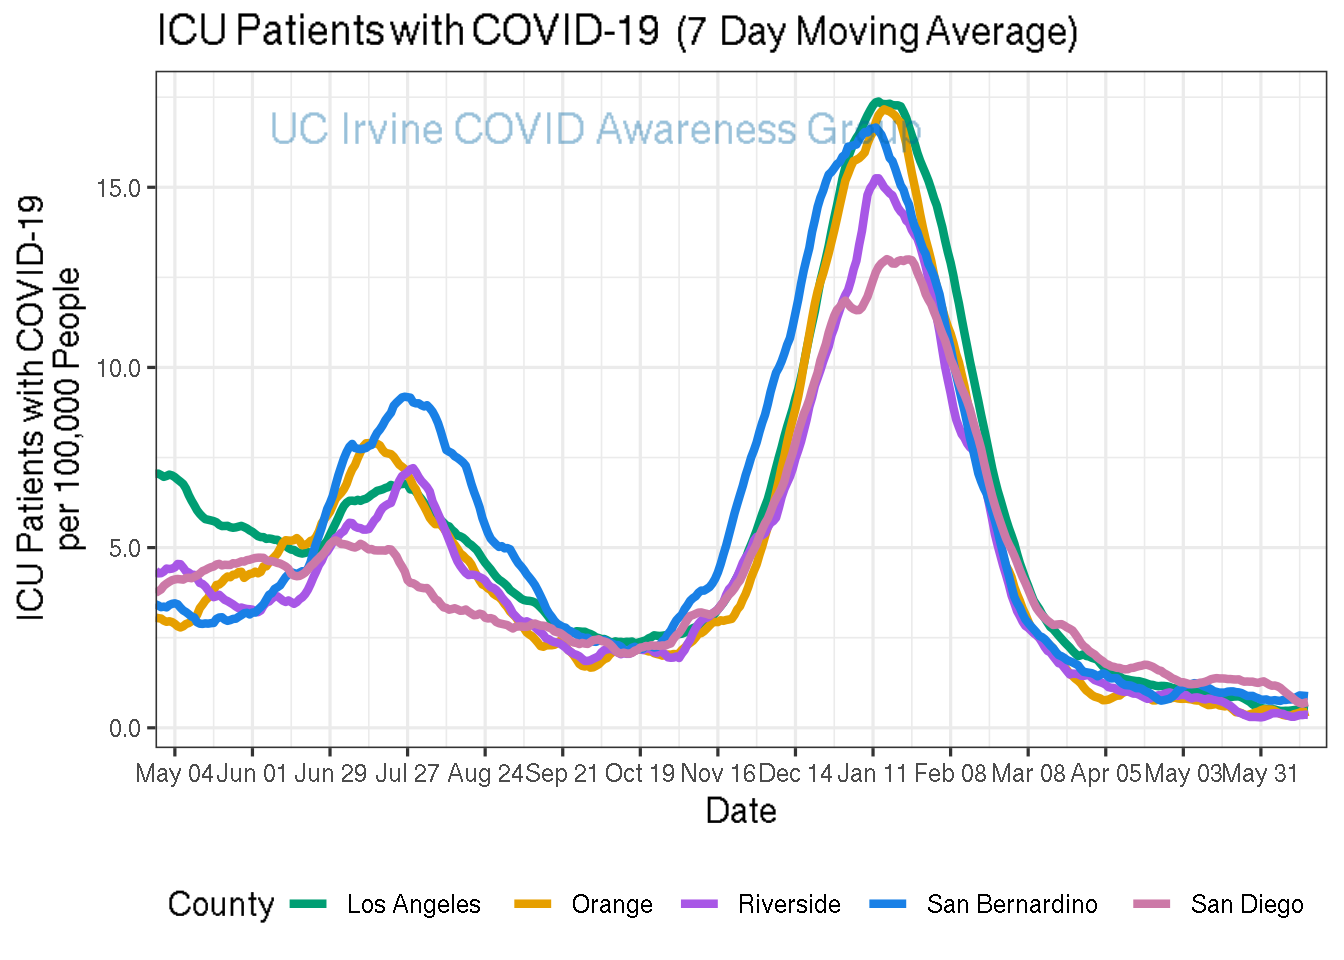 ICU Patients with COVID-19 (7 Day Moving Average)
UC Irvine COVID Awareness Group
ICU Patients with COVID-19
per 100,000 People
15.0
10.0
5.0
0.0
May 04 Jun 01 Jun 29 Jul 27 Aug 24 Sep 21 Oct 19 Nov 16 Dec 14 Jan 11 Feb 08 Mar 08 Apr 05 May 03 May 31
Date
County Los Angeles Orange Riverside San Bernardino San Diego